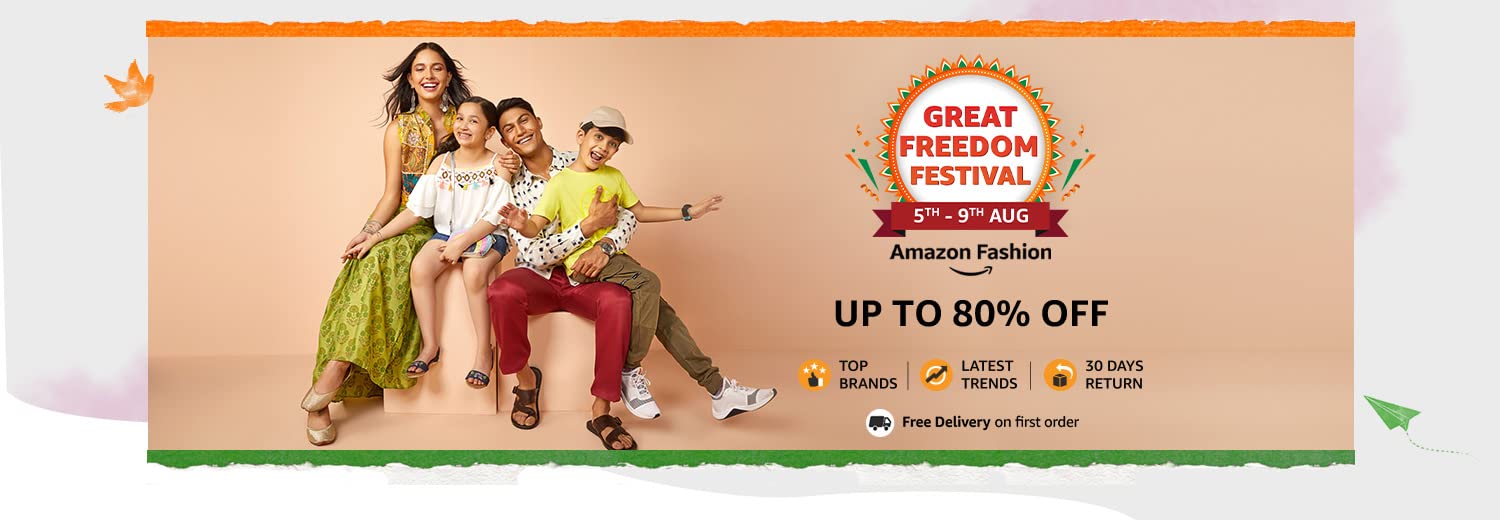 GREAT
FREEDOM
FESTIVAL
5TH - 9TH AUG
Amazon Fashion
UP TO 80% OFF
TOP
BRANDS
LATEST
TRENDS
30 DAYS
RETURN
Free Delivery on first order